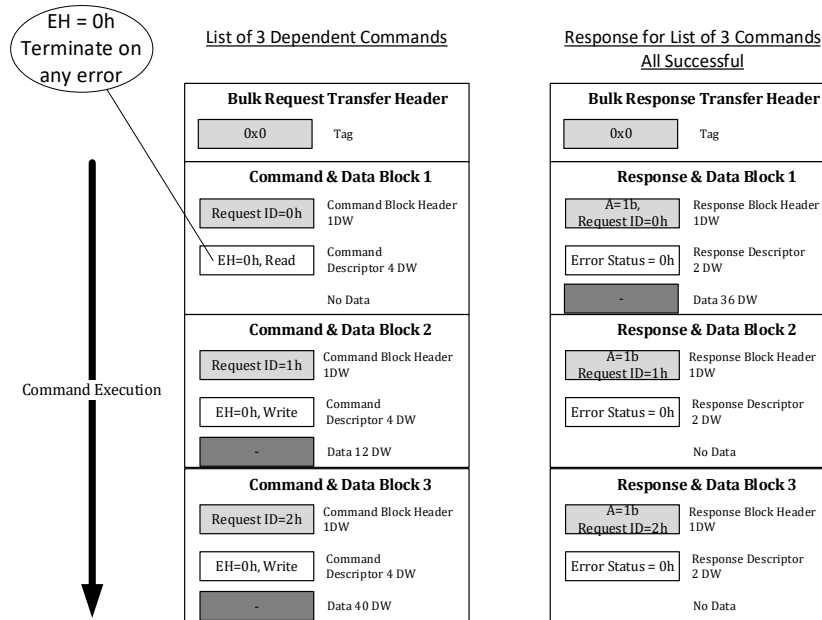 EH = 0h
Terminate on
any error
List of 3 Dependent Commands
Response for List of 3 Commands
All Successful
Bulk Request Transfer Header
0x0
Tag
Command & Data Block 1
Request ID=0h
Command Block Header
1DW
EH=0h, Read
Command
Descriptor 4 DW
No Data
Command & Data Block 2
Request ID=1h
Command Block Header
1DW
EH=0h, Write
Command
Descriptor 4 DW
-
Data 12 DW
Command & Data Block 3
Request ID=2h
Command Block Header
1DW
EH=0h, Write
Command
Descriptor 4 DW
-
Data 40 DW
Bulk Response Transfer Header
0x0
Tag
Response & Data Block 1
A=1b,
Request ID=0h
Response Block Header
1DW
Error Status = 0h
Response Descriptor
2 DW
-
Data 36 DW
Response & Data Block 2
A=1b
Request ID=1h
Response Block Header
1DW
Error Status = 0h
Response Descriptor
2 DW
No Data
Response & Data Block 3
A=1b
Request ID=2h
Response Block Header
1DW
Error Status = 0h
Response Descriptor
2 DW
No Data
Command Execution